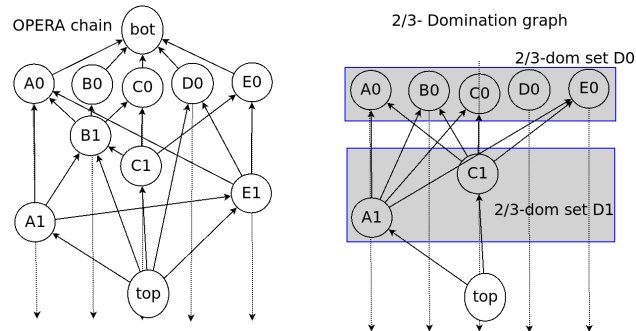 OPERA chain
bot
A0 B0 C0 D0 E0
B1
C1
E1
A1
top
2/3- Domination graph
2/3-dom set D0
A0 B0 C0 D0 E0
C1
2/3-dom set D1
A1
top